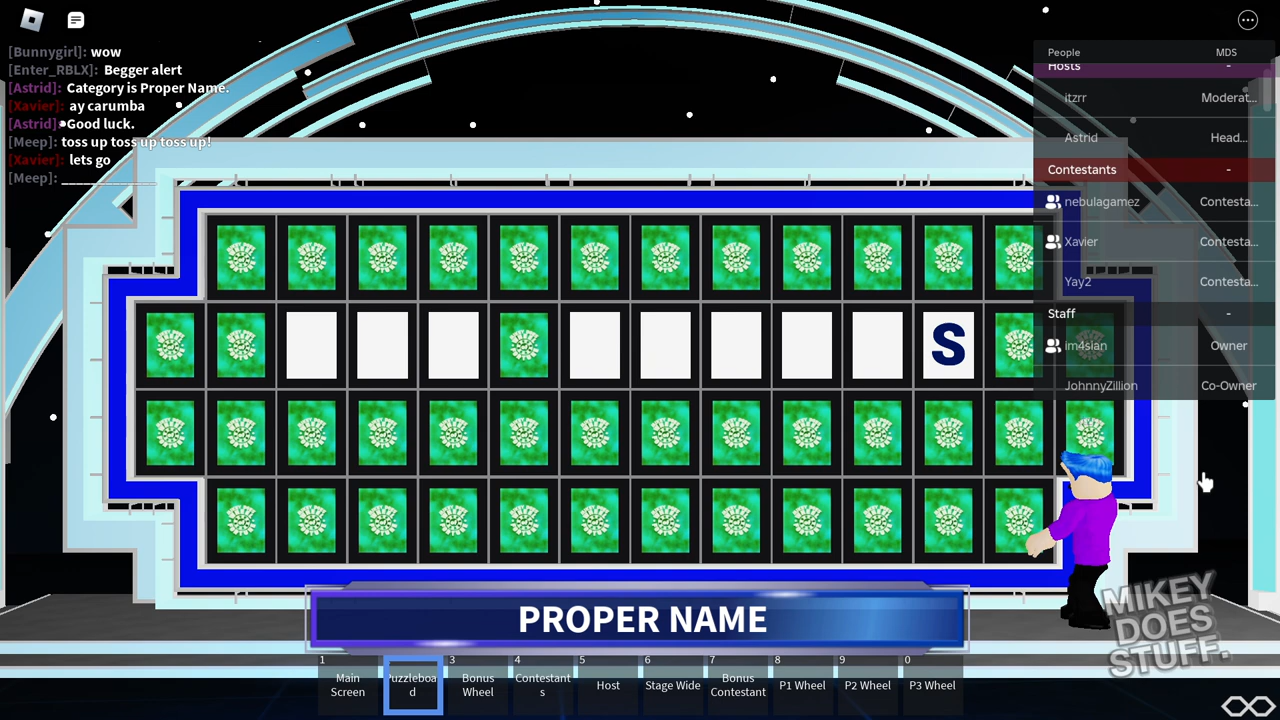 [Bunnygirl]: wow
[Enter_RBLX]: Begger alert
[Astrid]: Category is Proper Name.
[Xavier]: ay carumba
[Astrid]: Good luck.
[Meep]: toss up toss up toss up!
[Xavier]: lets go
[Meep]: _______________
People MDS
Hosts -
itzrr Moderat...
Astrid Head...
Contestants -
nebulagamez Contesta...
Xavier Contesta...
Yay2 Contesta...
Staff -
im4sian Owner
JohnnyZillion Co-Owner
S
PROPER NAME
MIKEY
DOES
STUFF.
1 3 4 5 6 7 8 9 0
Main Screen
Puzzleboa
d
Bonus Wheel
Contestant
s
Host
Stage Wide
Bonus Contestant
P1 Wheel
P2 Wheel
P3 Wheel